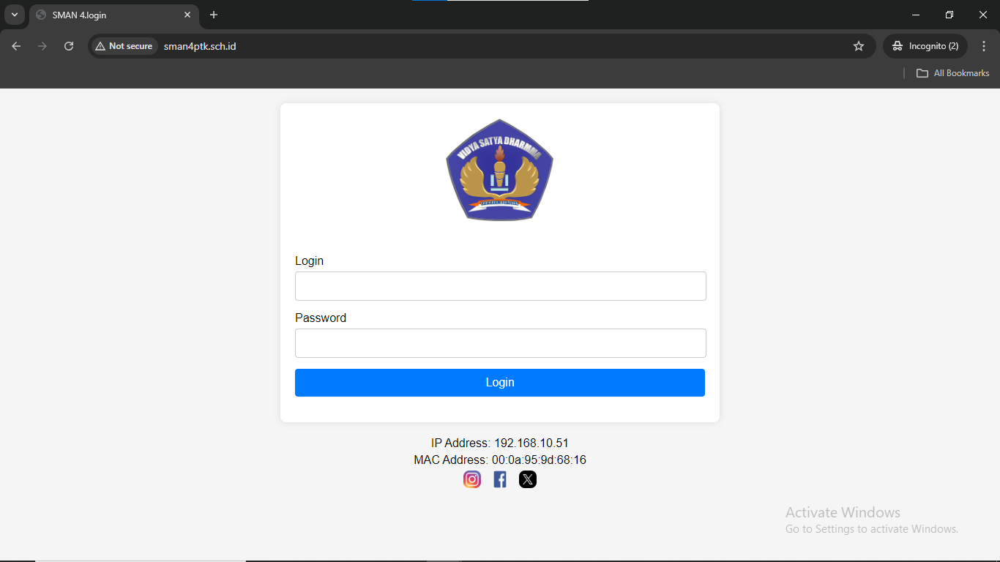 SMAN 4.login
Not secure
sman4ptk.sch.id
Incognito (2)
All Bookmarks
VIDYA SATYA DHARMMA
Login
Password
Login
IP Address: 192.168.10.51
MAC Address: 00:0a:95:9d:68:16
Activate Windows
Go to Settings to activate Windows.